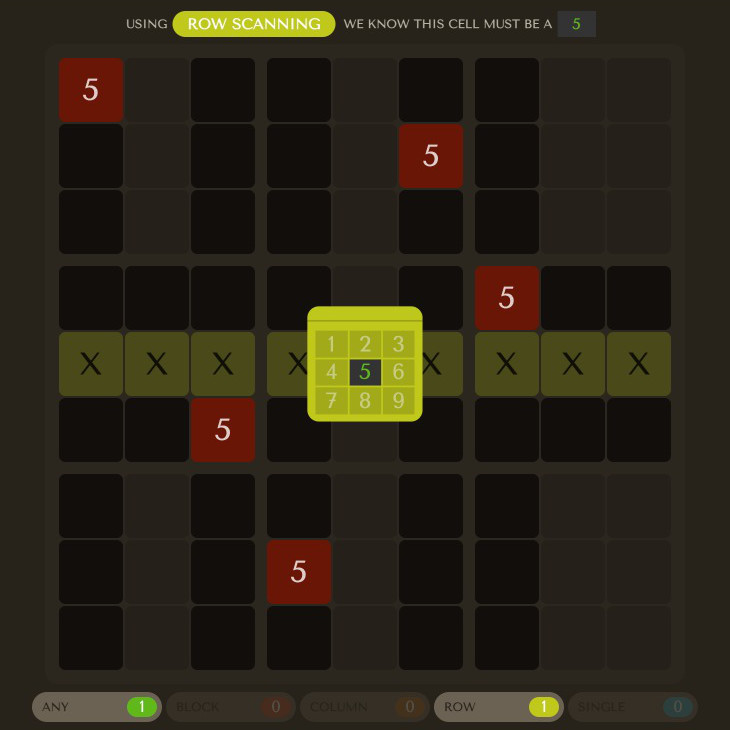 USING ROW SCANNING WE KNOW THIS CELL MUST BE A 5
5
5
5
1 2 3
X X X X X X X X
4 5 6
7 8 9
5
5
ANY 1 BLOCK 0 COLUMN 0 ROW 1 SINGLE 0